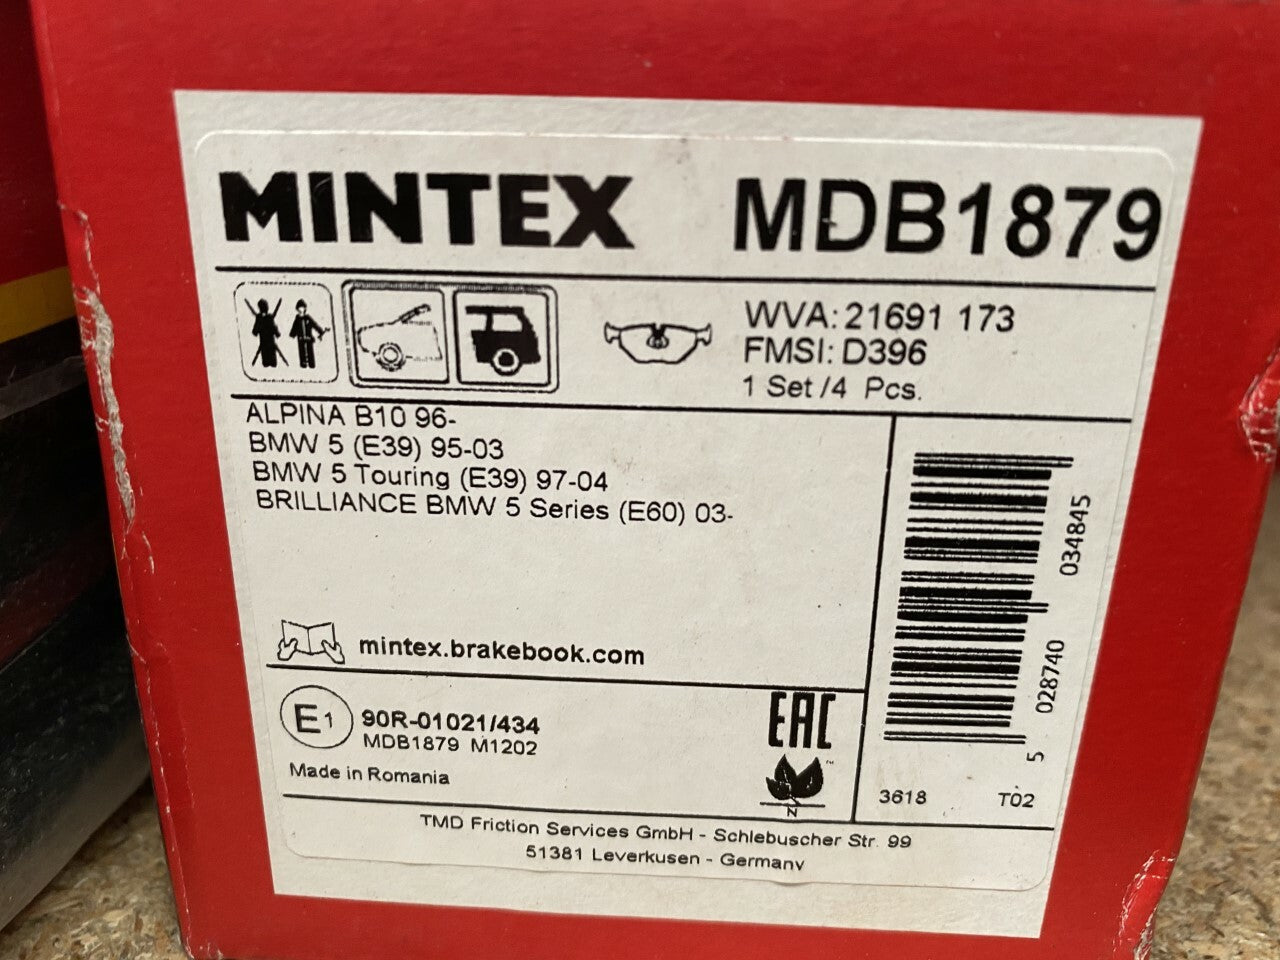 MINTEX MDB1879
WVA: 21691 173
FMSI: D396
1 Set /4 Pcs.
ALPINA B10 96-
BMW 5 (E39) 95-03
BMW 5 Touring (E39) 97-04
BRILLIANCE BMW 5 Series (E60) 03-
mintex.brakebook.com
E1 90R-01021/434
MDB1879 M1202
Made in Romania
EAC
N
5 028740 034845
3618 T02
TMD Friction Services GmbH - Schlebuscher Str. 99
51381 Leverkusen - Germany